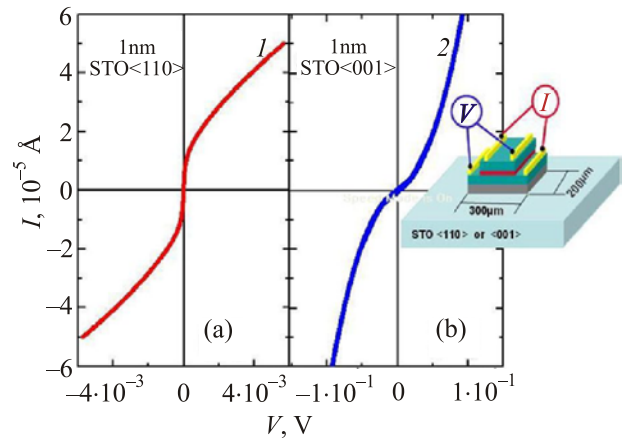 6
4
2
0
−2
−4
−6
I, 10⁻⁵ Å
1nm
STO<110>
1
(a)
1nm
STO<001>
2
(b)
−4·10⁻³
0
4·10⁻³
−1·10⁻¹
0
1·10⁻¹
V, V
V
I
300µm
200µm
STO <110> or <001>